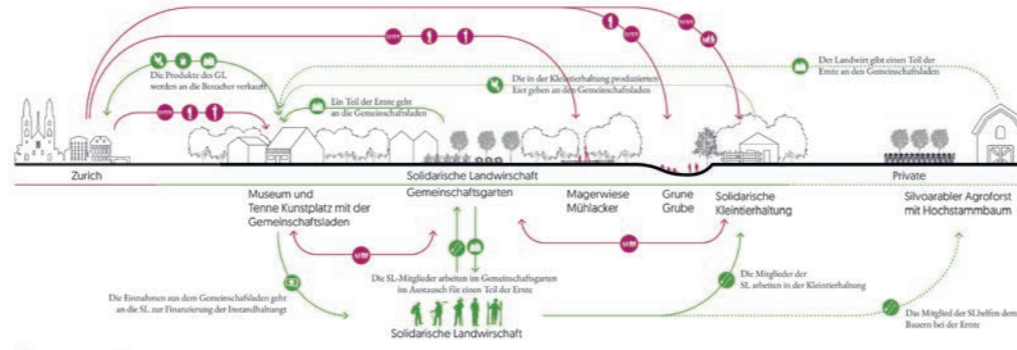 Die Produkte des GL
werden an die Besucher verkauft
Ein Teil der Ernte geht
an die Gemeinschaftsladen
Die in der Kleintierhaltung produzierten
Eier geben an den Gemeinschaftsladen
Der Landwirt gibt einen Teil der
Ernte an den Gemeinschaftsladen
Zurich
Solidarische Landwirtschaft
Private
Museum und
Tenne Kunstplatz mit der
Gemeinschaftsladen
Gemeinschaftsgarten
Magerwiese
Mühlacker
Grune
Grube
Solidarische
Kleintierhaltung
Silvoarabler Agroforst
mit Hochstammbaum
Die Einnahmen aus dem Gemeinschafsladen geht
an die SL zur Finanzierung der Instandhaltungt
Die SL-Mitglieder arbeiten im Gemeinschaftsgarten
im Austausch für einen Teil der Ernte
Solidarische Landwirtschaft
Die Mitglieder der
SL arbeiten in der Kleintierhaltung
Das Mitglied der SL helfen dem
Bauern bei der Ernte